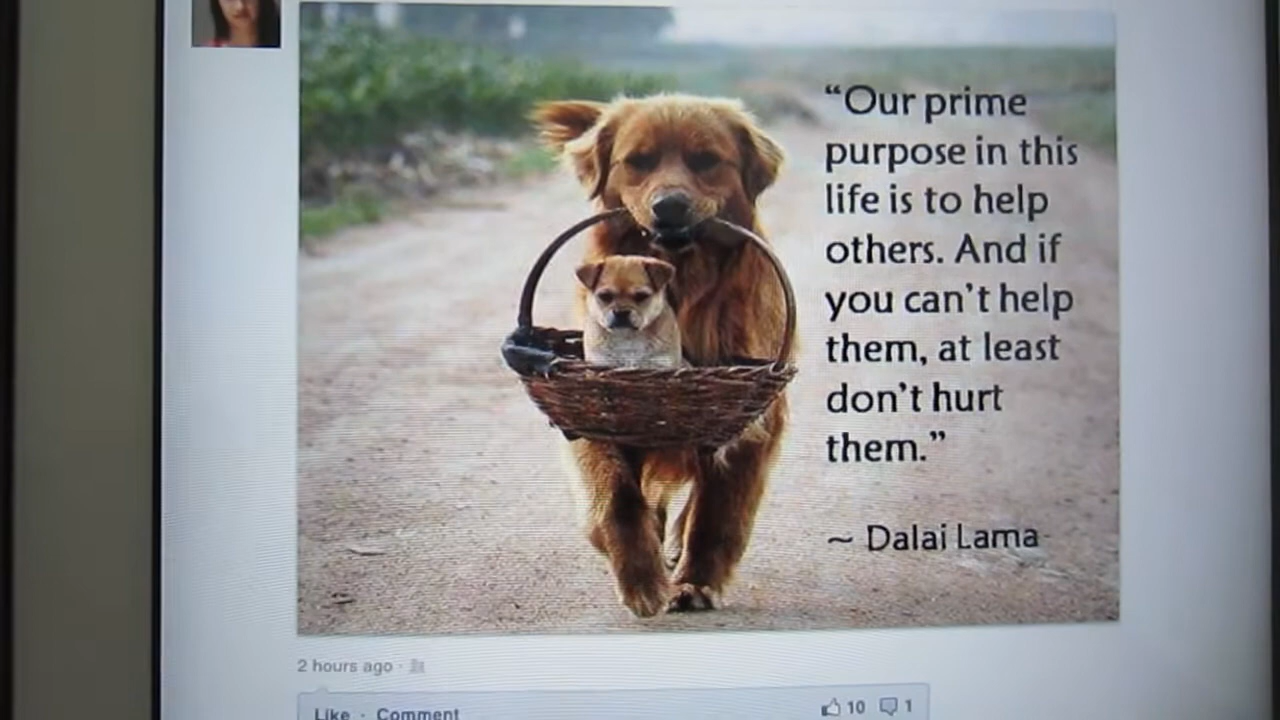 “Our prime
purpose in this
life is to help
others. And if
you can’t help
them, at least
don’t hurt
them.”
~ Dalai Lama
2 hours ago ·
Like · Comment 10 1